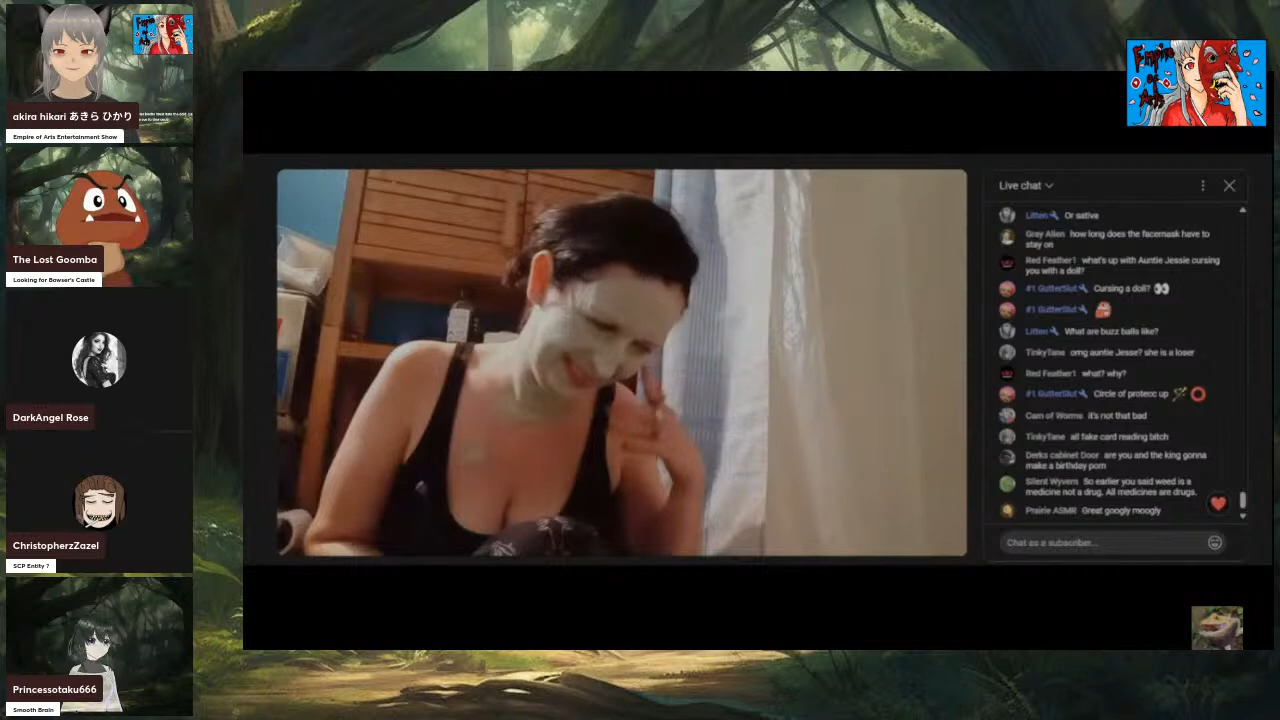 akira hikari あきら ひかり
Empire of Arts Entertainment Show
The Lost Goomba
Looking for Bowser's Castle
DarkAngel Rose
ChristopherzZazel
SCP Entity ?
Princessotaku666
Smooth Brain
Empire
of
Arts
Live chat
Litten Or sative
Gray Allen how long does the facemask have to
stay on
Red Feather1 what's up with Auntie Jessie cursing
you with a doll?
#1 GutterSlut Cursing a doll?
#1 GutterSlut
Litten What are buzz balls like?
TinkyTane omg auntie Jesse? she is a loser
Red Feather1 what? why?
#1 GutterSlut Circle of protecc up
Cam of Worms it's not that bad
TinkyTane all fake card reading bitch
Derks cabinet Door are you and the king gonna
make a birthday porn
Silent Wyvern So earlier you said weed is a
medicine not a drug. All medicines are drugs.
Prairie ASMR Great googly moogly
Chat as a subscriber...